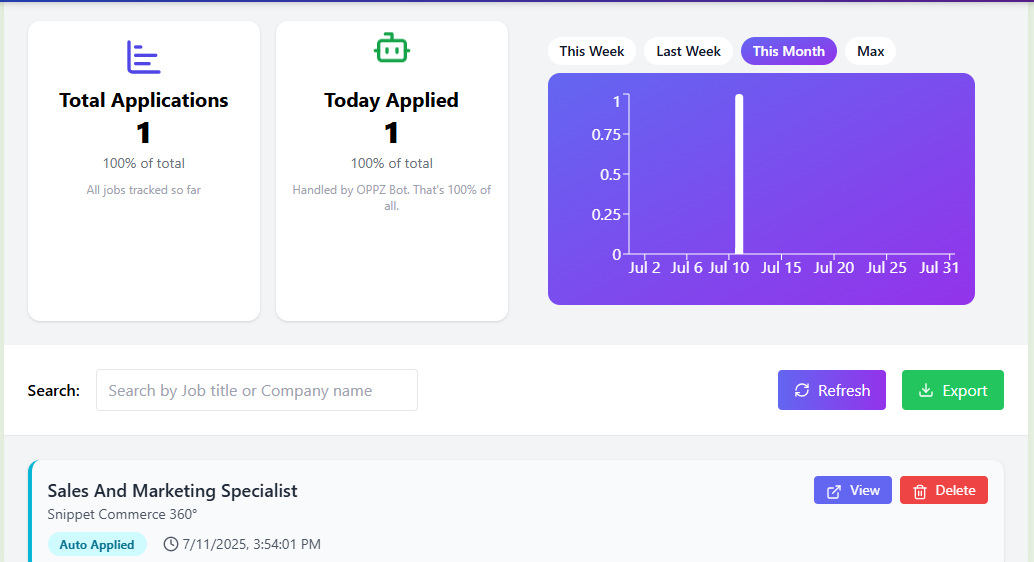 Total Applications
1
100% of total
All jobs tracked so far
Today Applied
1
100% of total
Handled by OPPZ Bot. That's 100% of
all.
This Week Last Week This Month Max
1
0.75
0.5
0.25
0
Jul 2 Jul 6 Jul 10 Jul 15 Jul 20 Jul 25 Jul 31
Search: Search by Job title or Company name Refresh Export
Sales And Marketing Specialist View Delete
Snippet Commerce 360°
Auto Applied 7/11/2025, 3:54:01 PM